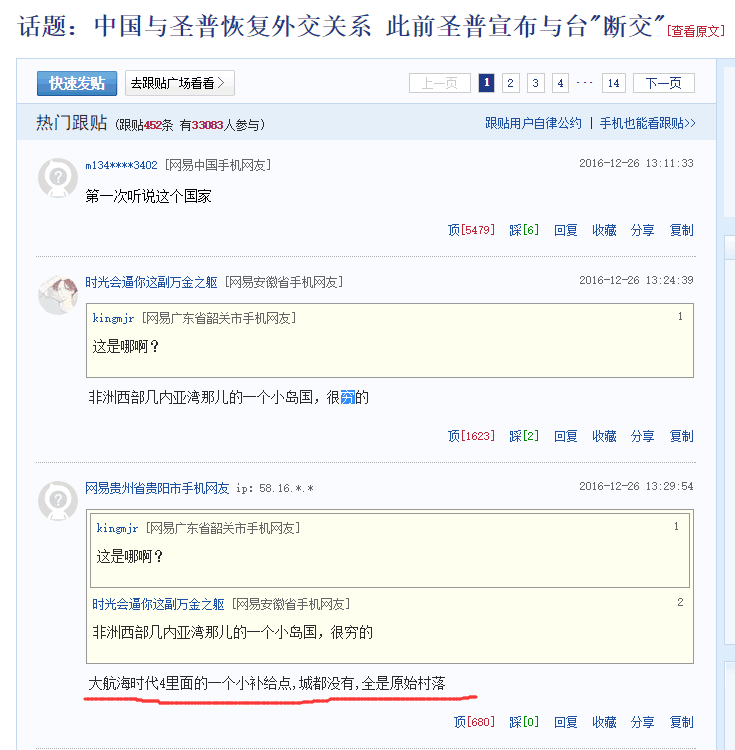 话题：中国与圣普恢复外交关系 此前圣普宣布与台"断交"[查看原文]
快速发贴 去跟贴广场看看> 上一页 1 2 3 4 ··· 14 下一页
热门跟贴 (跟贴452条 有33083人参与) 跟贴用户自律公约 | 手机也能看跟贴>>
m134****3402 [网易中国手机网友] 2016-12-26 13:11:33
第一次听说这个国家
顶[5479] 踩[6] 回复 收藏 分享 复制
时光会逼你这副万金之躯 [网易安徽省手机网友] 2016-12-26 13:24:39
kingmjr [网易广东省韶关市手机网友] 1
这是哪啊？
非洲西部几内亚湾那儿的一个小岛国，很穷的
顶[1623] 踩[2] 回复 收藏 分享 复制
网易贵州省贵阳市手机网友 ip: 58.16.*.* 2016-12-26 13:29:54
kingmjr [网易广东省韶关市手机网友] 1
这是哪啊？
时光会逼你这副万金之躯 [网易安徽省手机网友] 2
非洲西部几内亚湾那儿的一个小岛国，很穷的
大航海时代4里面的一个小补给点,城都没有,全是原始村落
顶[680] 踩[0] 回复 收藏 分享 复制